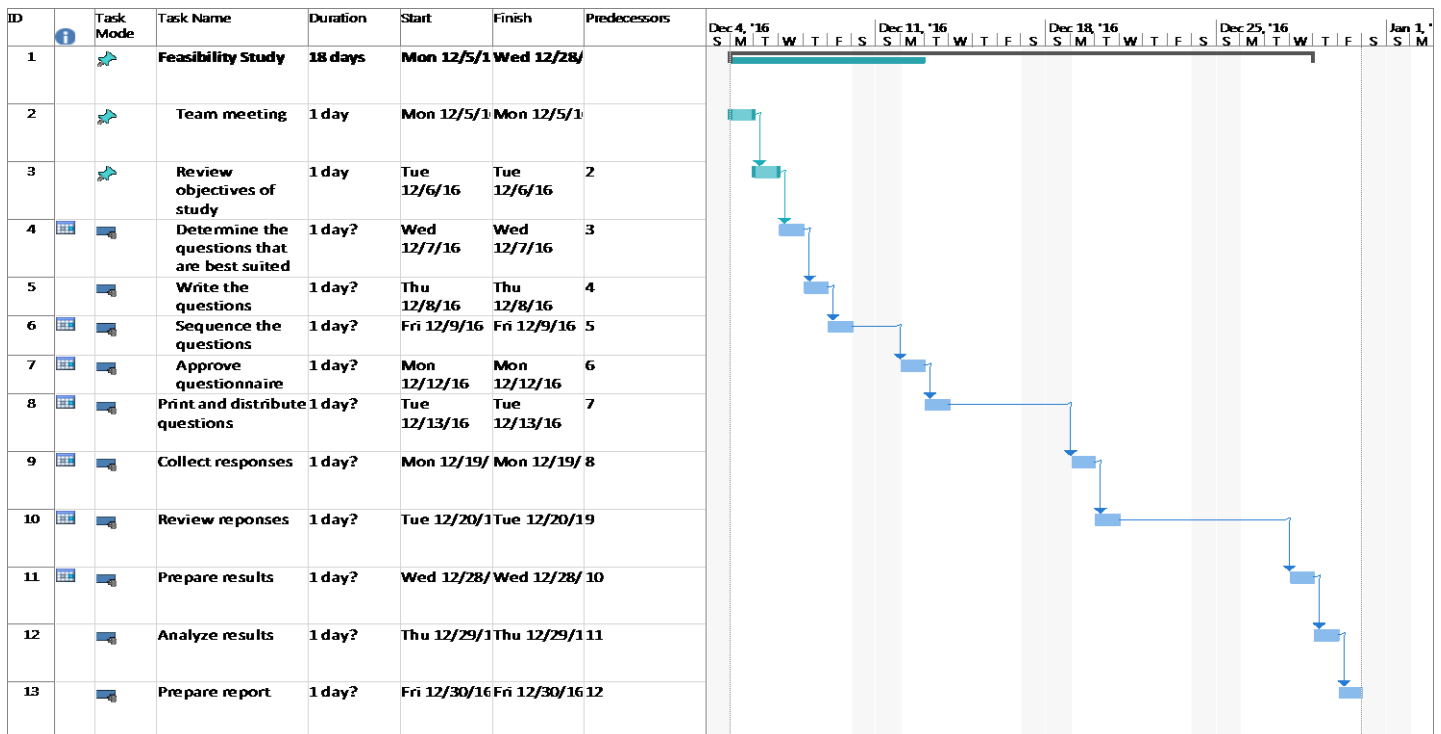 ID Task Mode Task Name Duration Start Finish Predecessors
Dec 4, '16 Dec 11, '16 Dec 18, '16 Dec 25, '16 Jan 1, '
S M T W T F S S M T W T F S S M T W T F S S M T W T F S S M
1 Feasibility Study 18 days Mon 12/5/1 Wed 12/28/
2 Team meeting 1 day Mon 12/5/1 Mon 12/5/1
3 Review objectives of study 1 day Tue 12/6/16 Tue 12/6/16 2
4 Determine the questions that are best suited 1 day? Wed 12/7/16 Wed 12/7/16 3
5 Write the questions 1 day? Thu 12/8/16 Thu 12/8/16 4
6 Sequence the questions 1 day? Fri 12/9/16 Fri 12/9/16 5
7 Approve questionnaire 1 day? Mon 12/12/16 Mon 12/12/16 6
8 Print and distribute questions 1 day? Tue 12/13/16 Tue 12/13/16 7
9 Collect responses 1 day? Mon 12/19/ Mon 12/19/ 8
10 Review reponses 1 day? Tue 12/20/1 Tue 12/20/1 9
11 Prepare results 1 day? Wed 12/28/ Wed 12/28/ 10
12 Analyze results 1 day? Thu 12/29/1 Thu 12/29/1 11
13 Prepare report 1 day? Fri 12/30/16 Fri 12/30/16 12